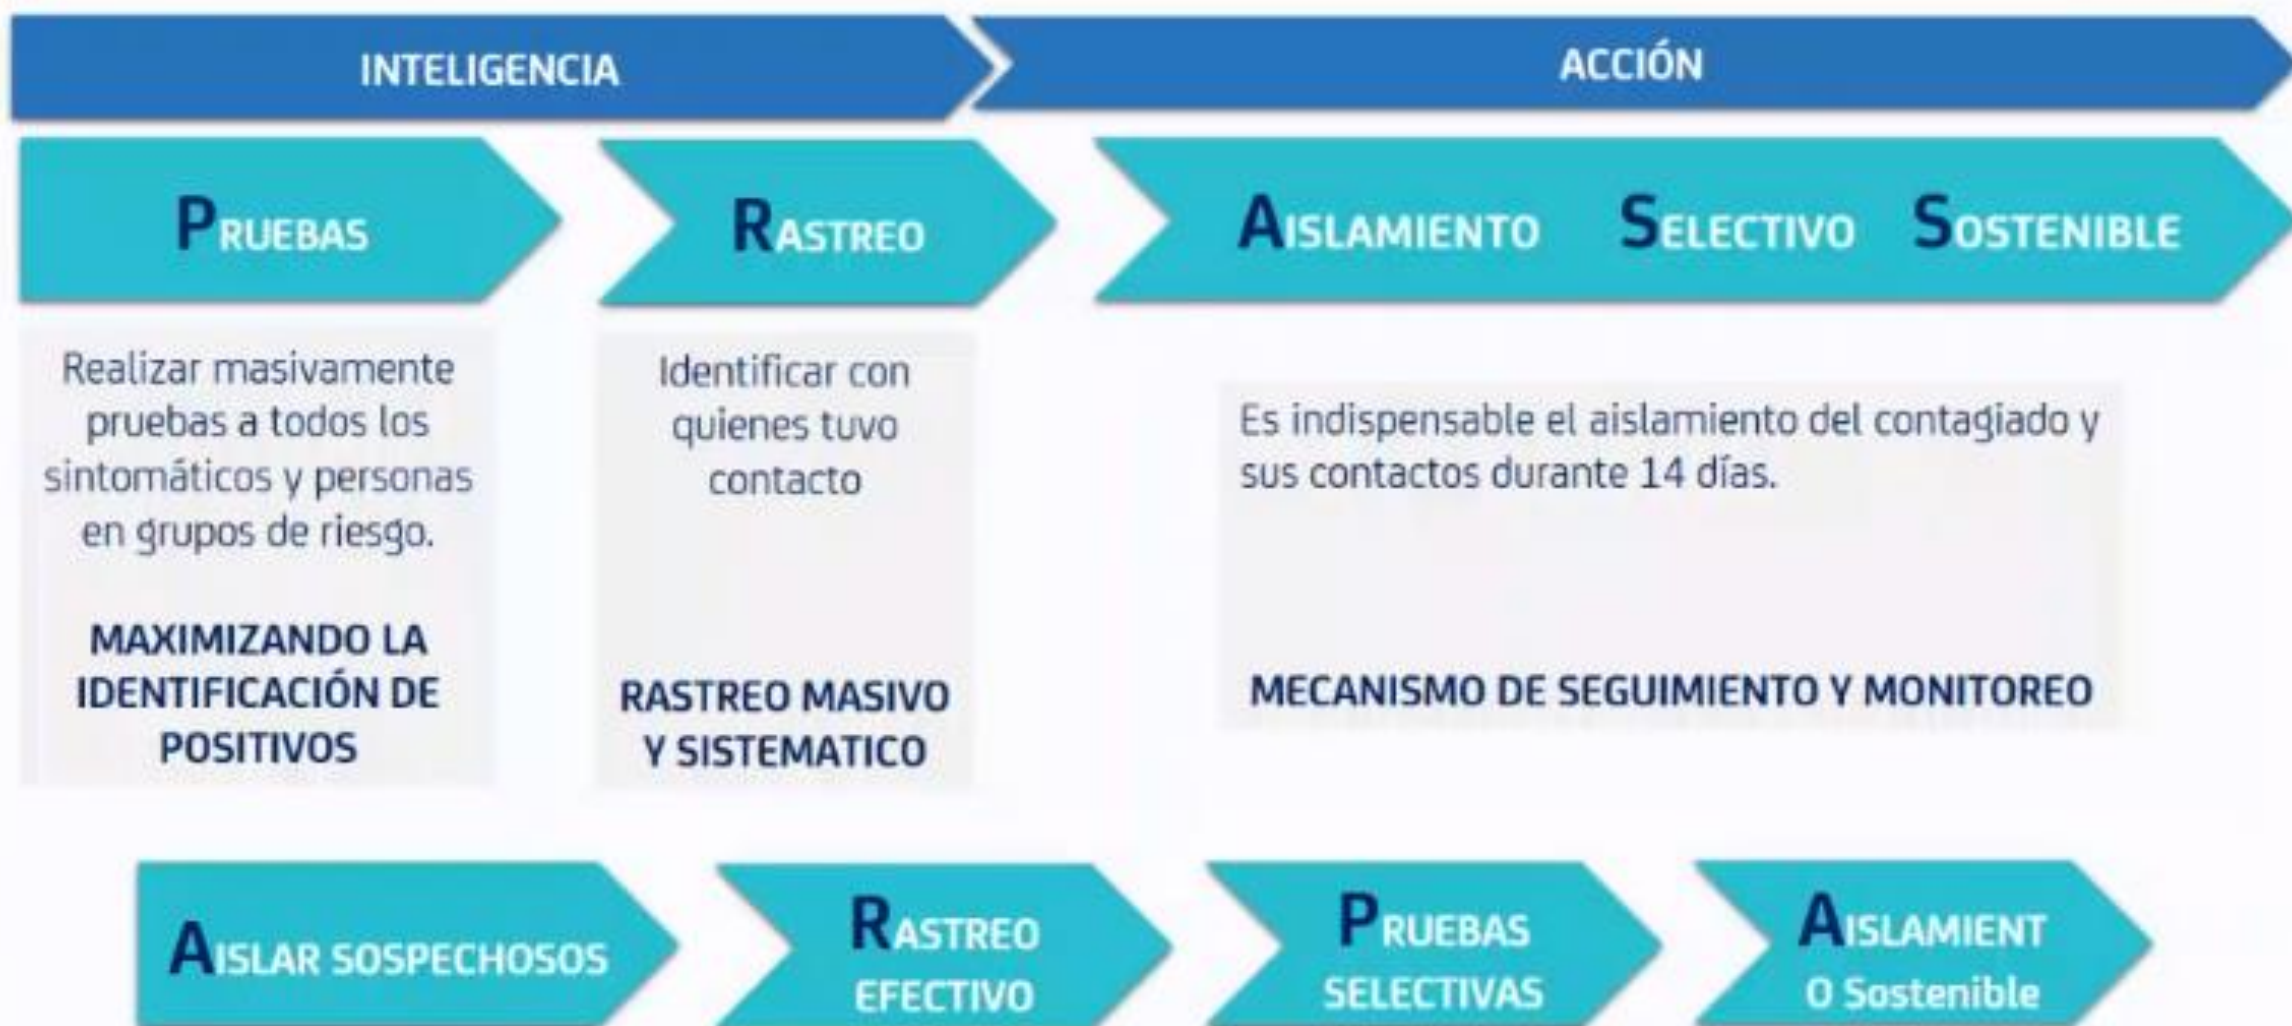 INTELIGENCIA
ACCIÓN
PRUEBAS
RASTREO
AISLAMIENTO SELECTIVO SOSTENIBLE
Realizar masivamente
pruebas a todos los
sintomáticos y personas
en grupos de riesgo.
MAXIMIZANDO LA
IDENTIFICACIÓN DE
POSITIVOS
Identificar con
quienes tuvo
contacto
RASTREO MASIVO
Y SISTEMATICO
Es indispensable el aislamiento del contagiado y
sus contactos durante 14 días.
MECANISMO DE SEGUIMIENTO Y MONITOREO
AISLAR SOSPECHOSOS
RASTREO
EFECTIVO
PRUEBAS
SELECTIVAS
AISLAMIENT
O Sostenible